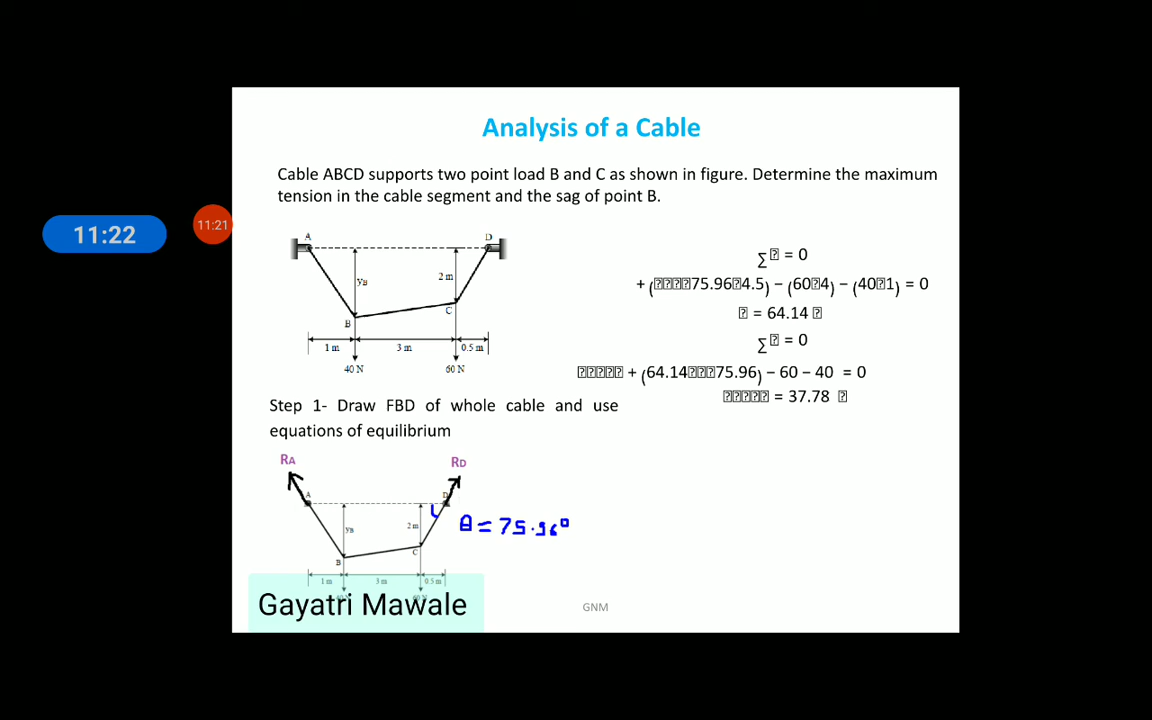 Analysis of a Cable
Cable ABCD supports two point load B and C as shown in figure. Determine the maximum
tension in the cable segment and the sag of point B.
11:22
11:21
A
D
yB
2 m
B
C
1 m
3 m
0.5 m
40 N
60 N
∑ = 0
+ ( 75.96 4.5) − (60 4) − (40 1) = 0
= 64.14
∑ = 0
+ (64.14 75.96) − 60 − 40 = 0
= 37.78
Step 1- Draw FBD of whole cable and use
equations of equilibrium
RA
RD
A
D
yB
2 m
B
C
θ = 75.96°
1 m
3 m
0.5 m
Gayatri Mawale
GNM